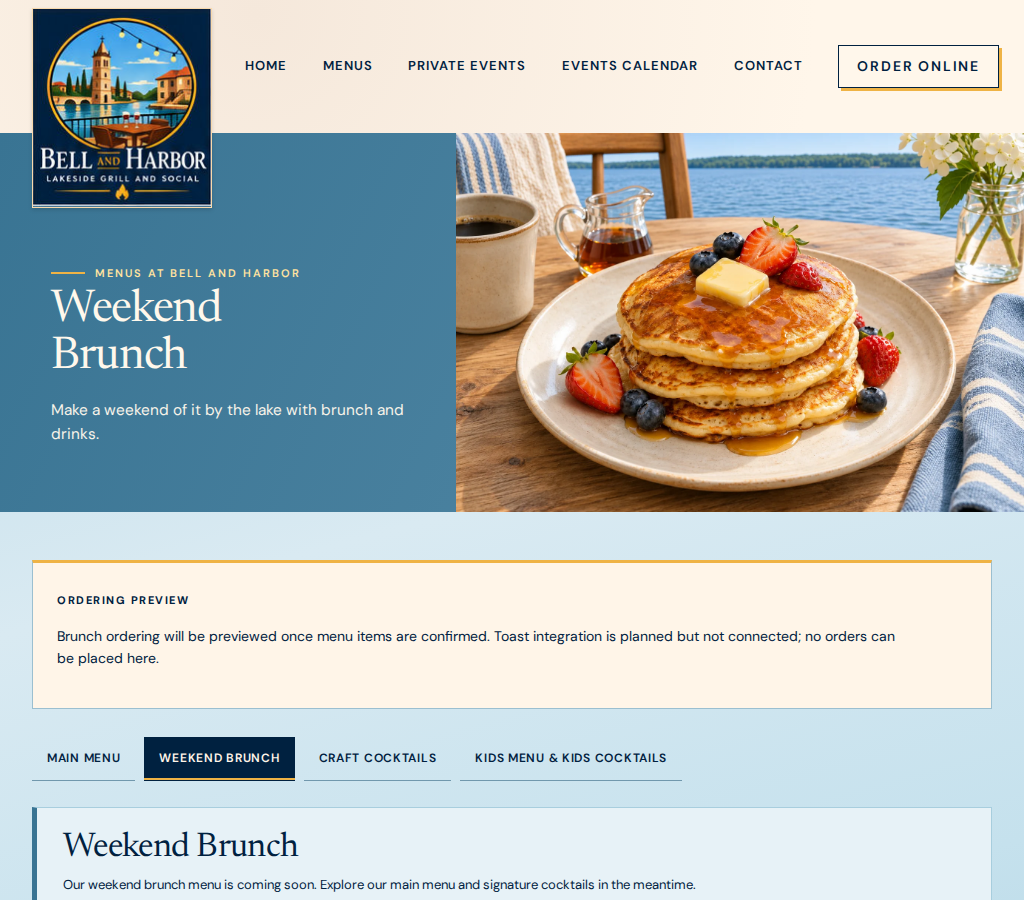 BELL AND HARBOR
LAKESIDE GRILL AND SOCIAL
HOME
MENUS
PRIVATE EVENTS
EVENTS CALENDAR
CONTACT
ORDER ONLINE
MENUS AT BELL AND HARBOR
Weekend
Brunch
Make a weekend of it by the lake with brunch and
drinks.
ORDERING PREVIEW
Brunch ordering will be previewed once menu items are confirmed. Toast integration is planned but not connected; no orders can
be placed here.
MAIN MENU
WEEKEND BRUNCH
CRAFT COCKTAILS
KIDS MENU & KIDS COCKTAILS
Weekend Brunch
Our weekend brunch menu is coming soon. Explore our main menu and signature cocktails in the meantime.